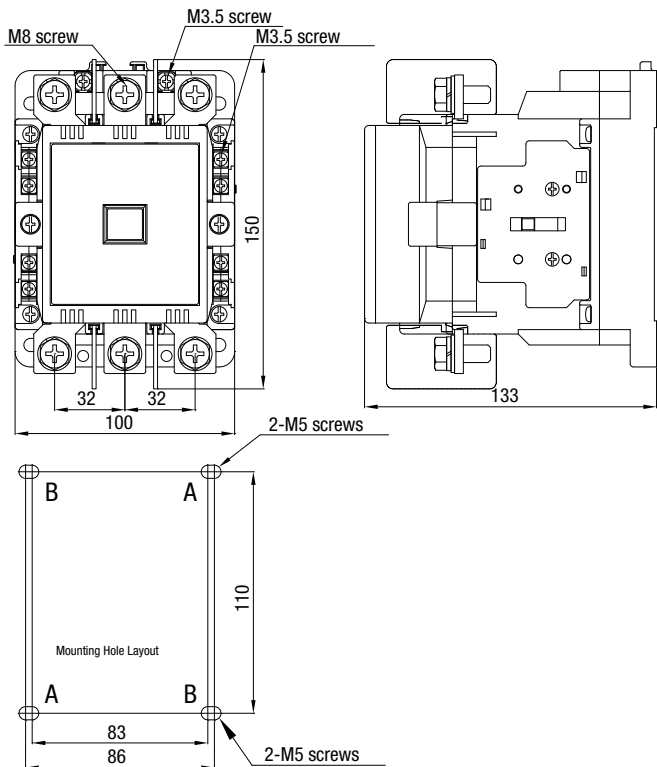 M3.5 screw
M8 screw
M3.5 screw
150
32
32
100
133
2-M5 screws
B
A
110
Mounting Hole Layout
A
B
83
86
2-M5 screws